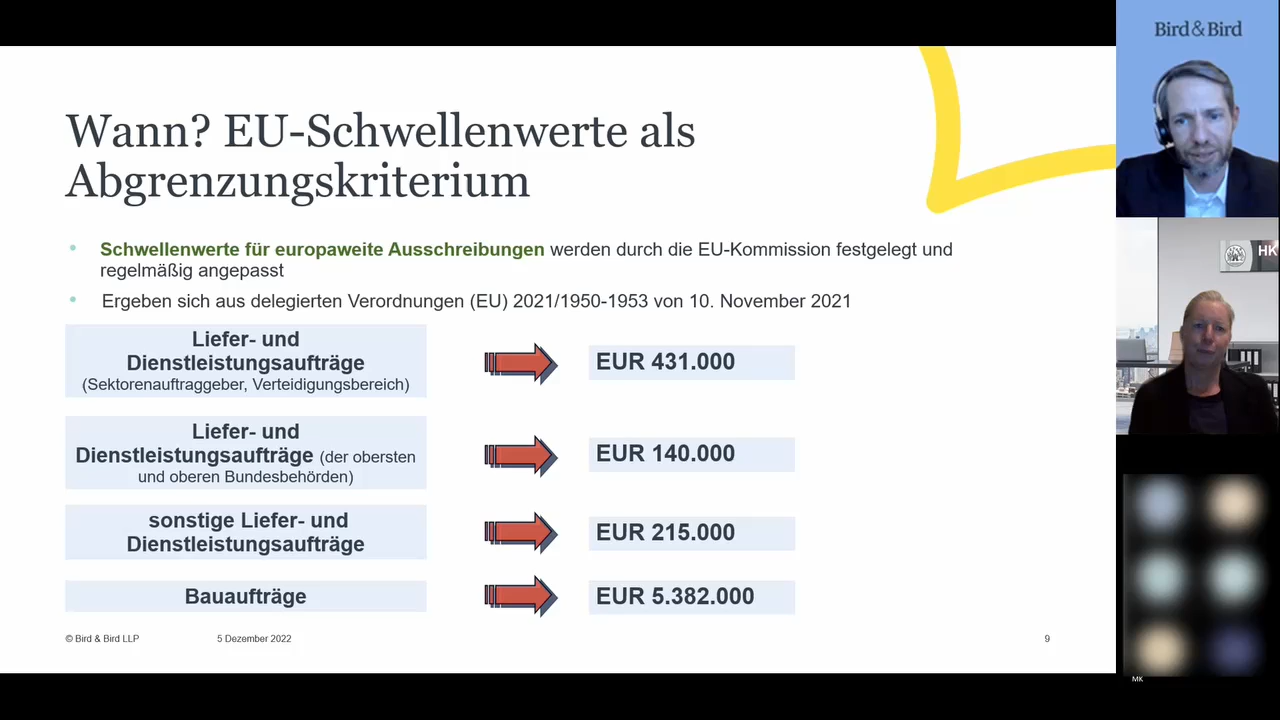 Wann? EU-Schwellenwerte als
Abgrenzungskriterium
• Schwellenwerte für europaweite Ausschreibungen werden durch die EU-Kommission festgelegt und
regelmäßig angepasst
• Ergeben sich aus delegierten Verordnungen (EU) 2021/1950-1953 von 10. November 2021
Liefer- und
Dienstleistungsaufträge
(Sektorenauftraggeber, Verteidigungsbereich)
EUR 431.000
Liefer- und
Dienstleistungsaufträge (der obersten
und oberen Bundesbehörden)
EUR 140.000
sonstige Liefer- und
Dienstleistungsaufträge
EUR 215.000
Bauaufträge
EUR 5.382.000
© Bird & Bird LLP
5 Dezember 2022
9
Bird & Bird
HK
MK